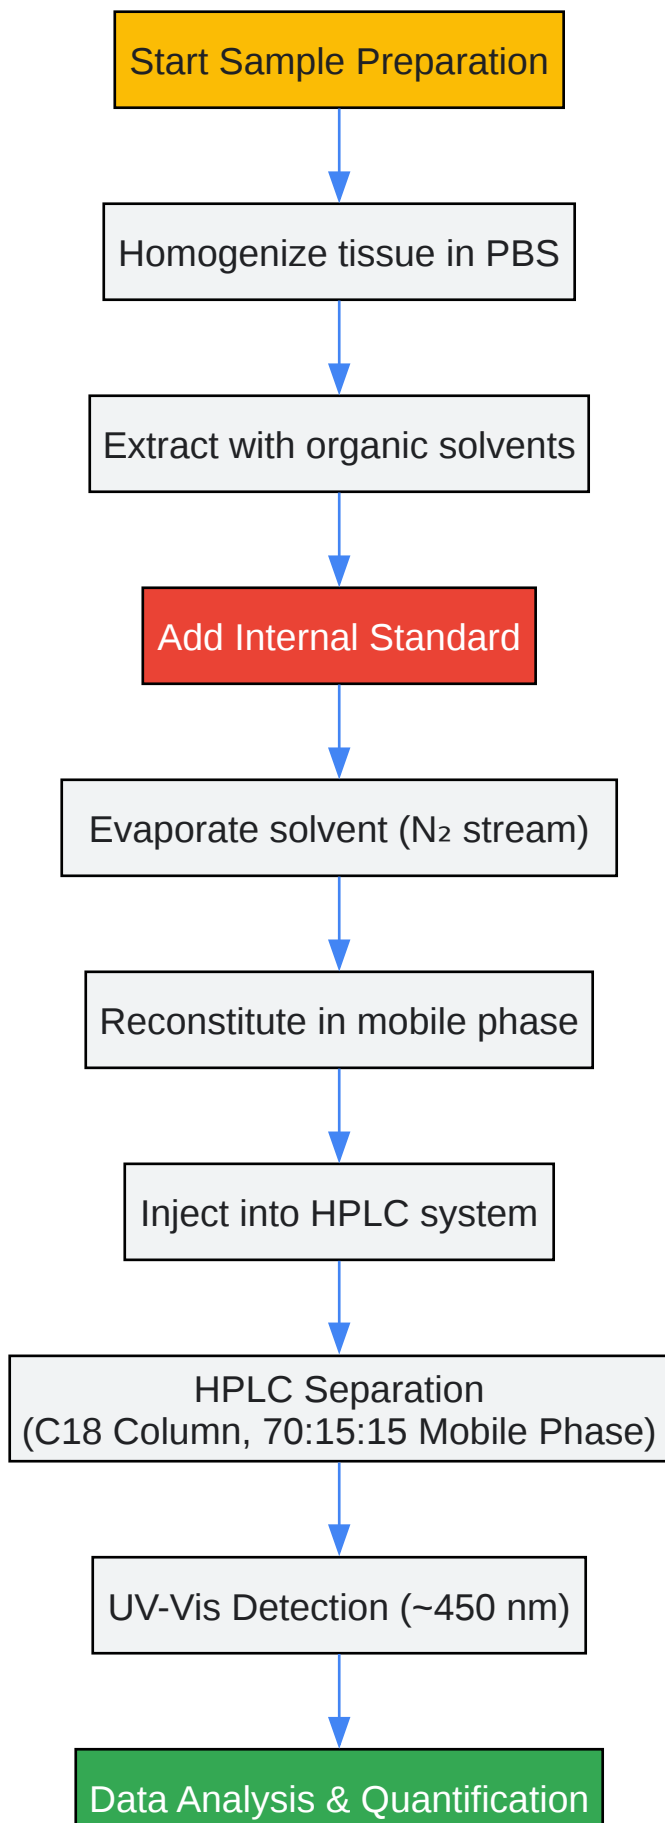 Start Sample Preparation
Homogenize tissue in PBS
Extract with organic solvents
Add Internal Standard
Evaporate solvent (N₂ stream)
Reconstitute in mobile phase
Inject into HPLC system
HPLC Separation
(C18 Column, 70:15:15 Mobile Phase)
UV-Vis Detection (~450 nm)
Data Analysis & Quantification